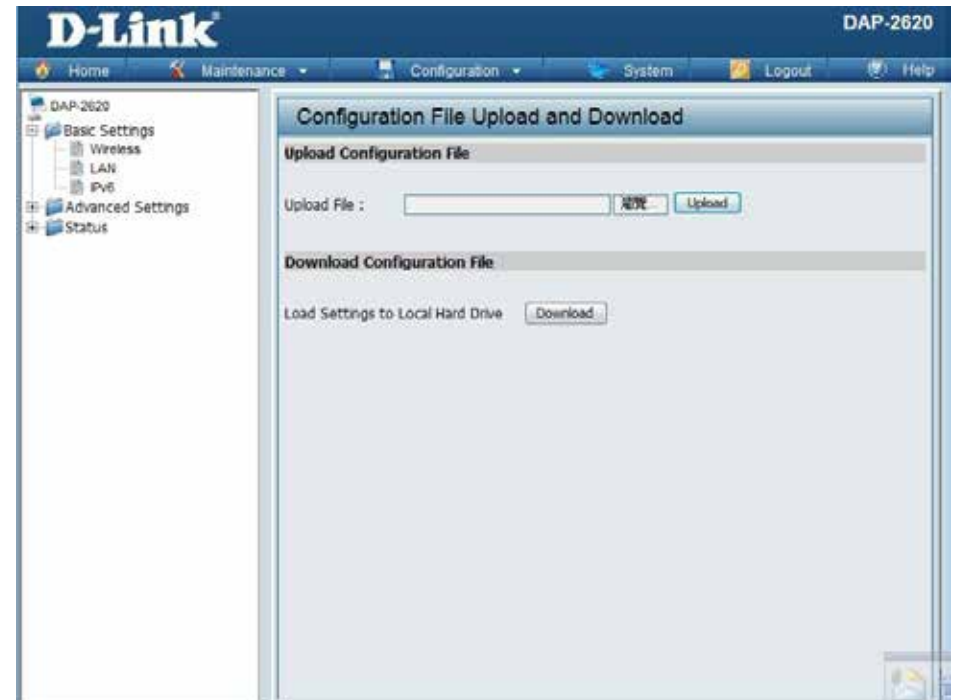 D-Link
DAP-2620
Home Maintenance Configuration System Logout Help
DAP-2620
Basic Settings
Wireless
LAN
IPv6
Advanced Settings
Status
Configuration File Upload and Download
Upload Configuration File
Upload File : 瀏覽... Upload
Download Configuration File
Load Settings to Local Hard Drive Download